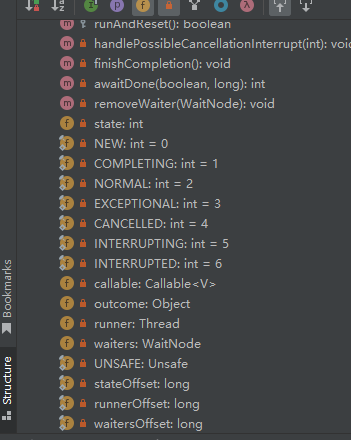 runAndReset(): boolean
handlePossibleCancellationInterrupt(int): voi
finishCompletion(): void
awaitDone(boolean, long): int
removeWaiter(WaitNode): void
state: int
NEW: int = 0
COMPLETING: int = 1
NORMAL: int = 2
EXCEPTIONAL: int = 3
CANCELLED: int = 4
INTERRUPTING: int = 5
INTERRUPTED: int = 6
callable: Callable<V>
outcome: Object
runner: Thread
waiters: WaitNode
UNSAFE: Unsafe
stateOffset: long
runnerOffset: long
waitersOffset: long
Bookmarks
Structure